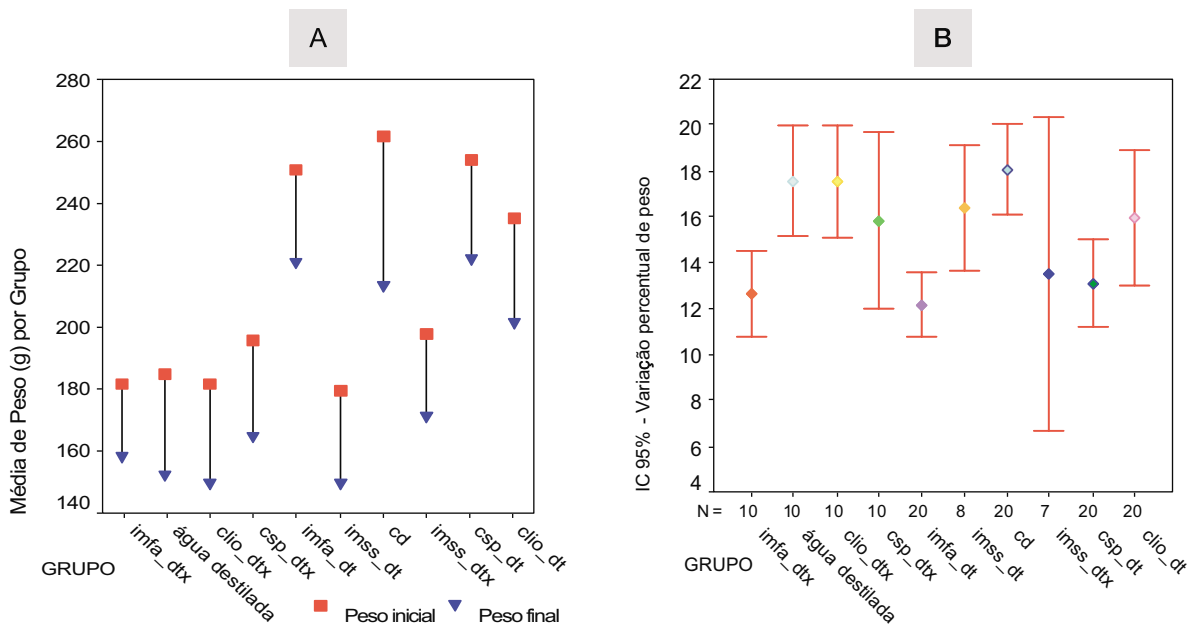 A
280
260
240
220
200
180
160
140
Média de Peso (g) por Grupo
imfa_dtx
água destilada
clio_dtx
csp_dtx
imfa_dt
imss_dt
cd
imss_dtx
csp_dt
clio_dt
GRUPO
Peso inicial Peso final
B
22
20
18
16
14
12
10
8
6
4
IC 95% - Variação percentual de peso
N = 10 10 10 10 20 8 20 7 20 20
imfa_dtx
água destilada
clio_dtx
csp_dtx
imfa_dt
imss_dt
cd
imss_dtx
csp_dt
clio_dt
GRUPO